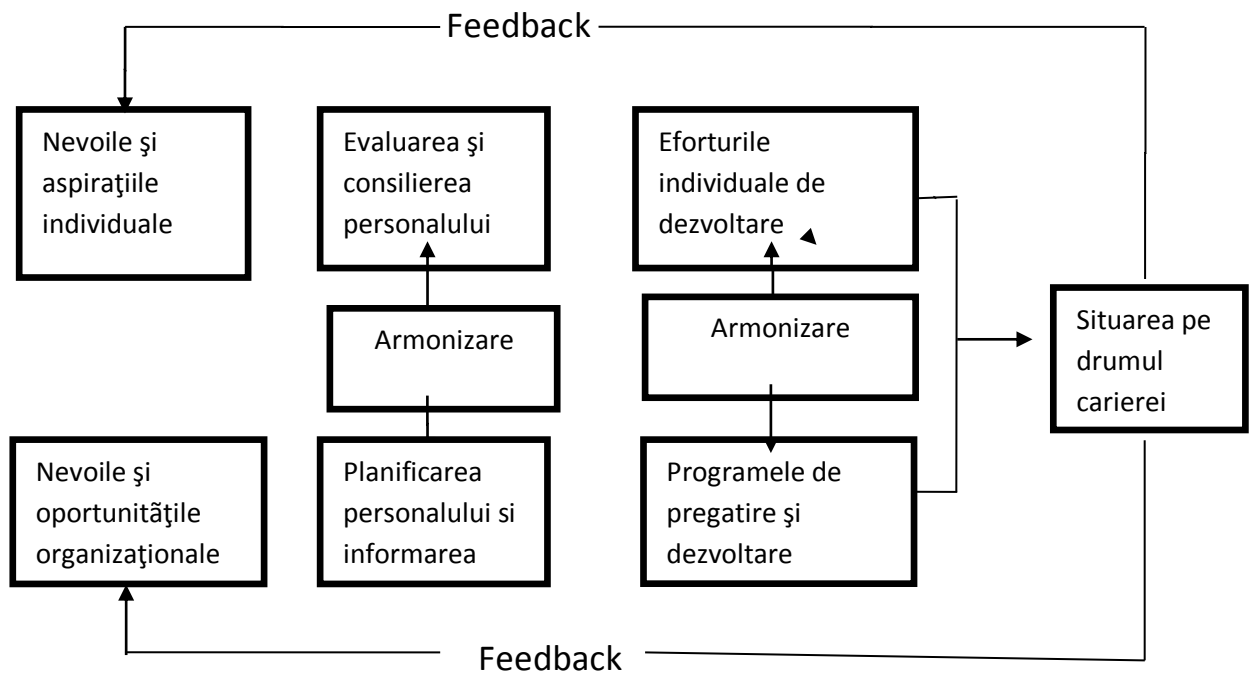 Feedback
Nevoile şi
aspiraţiile
individuale
Evaluarea şi
consilierea
personalului
Eforturile
individuale de
dezvoltare
Armonizare
Armonizare
Situarea pe
drumul
carierei
Nevoile şi
oportunitãţile
organizaţionale
Planificarea
personalului si
informarea
Programele de
pregatire şi
dezvoltare
Feedback